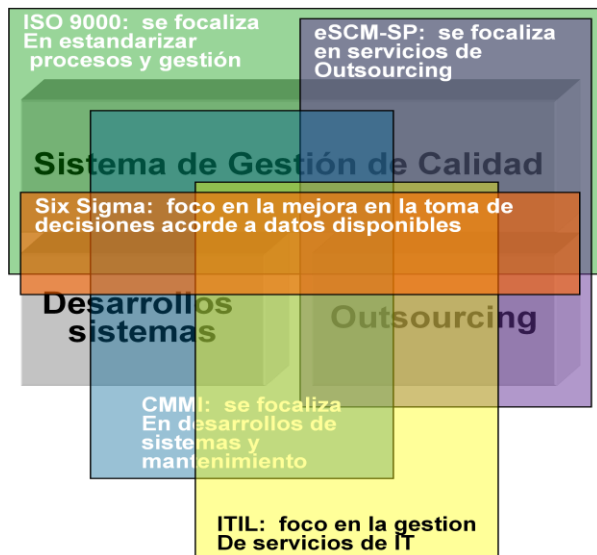 ISO 9000: se focaliza
En estandarizar
procesos y gestión
eSCM-SP: se focaliza
en servicios de
Outsourcing
Sistema de Gestión de Calidad
Six Sigma: foco en la mejora en la toma de
decisiones acorde a datos disponibles
Desarrollos
sistemas
Outsourcing
CMMI: se focaliza
En desarrollos de
sistemas y
mantenimiento
ITIL: foco en la gestion
De servicios de IT